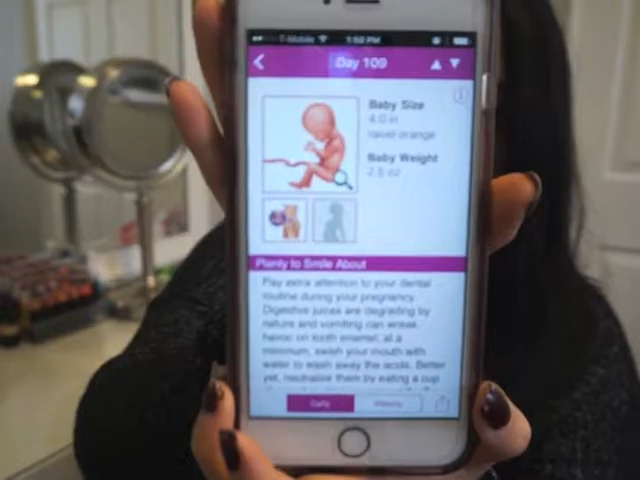 T-Mobile 1:50 PM
Day 109
Baby Size
4.0 in
navel orange
Baby Weight
2.8 oz
Plenty to Smile About
Pay extra attention to your dental
routine during your pregnancy.
Digestive juices are degrading by
nature and vomiting can wreak
havoc on tooth enamel; at a
minimum, swish your mouth with
water to wash away the acids. Better
yet, neutralize them by eating a cup
Daily Weekly